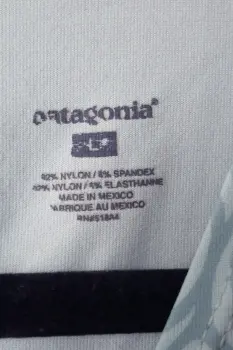 patagonia®
92% NYLON / 8% SPANDEX
92% NYLON / 8% ELASTHANNE
MADE IN MEXICO
FABRIQUE AU MEXICO